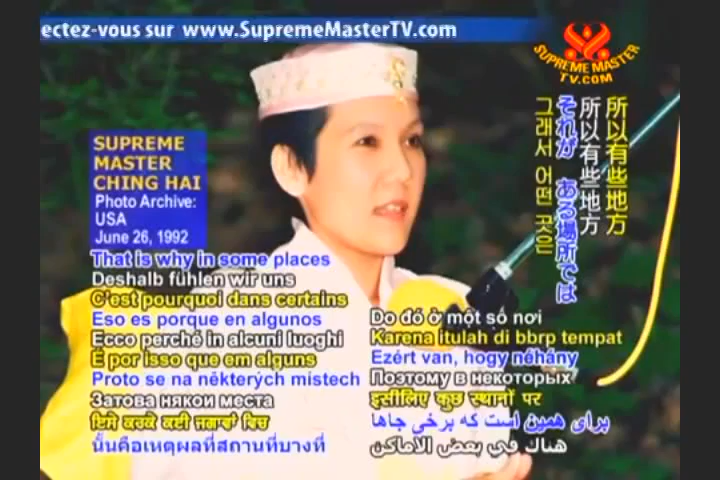 ectez-vous sur www.SupremeMasterTV.com
SUPREME MASTER
TV.COM
SUPREME
MASTER
CHING HAI
Photo Archive:
USA
June 26, 1992
所以有些地方
所以有些地方
それが ある場所では
그래서 어떤 곳은
That is why in some places
Deshalb fühlen wir uns
C'est pourquoi dans certains
Eso es porque en algunos
Ecco perché in alcuni luoghi
É por isso que em alguns
Proto se na některých místech
Затова някои места
ਇਸੇ ਕਰਕੇ ਕਈ ਜਗਾਵਾਂ ਵਿਚ
นั้นคือเหตุผลที่สถานที่บางที่
Do đó ở một số nơi
Karena itulah di bbrp tempat
Ezért van, hogy néhány
Поэтому в некоторых
इसीलिए कुछ स्थानों पर
برای همین است که برخی جاها
هناك في بعض الأماكن